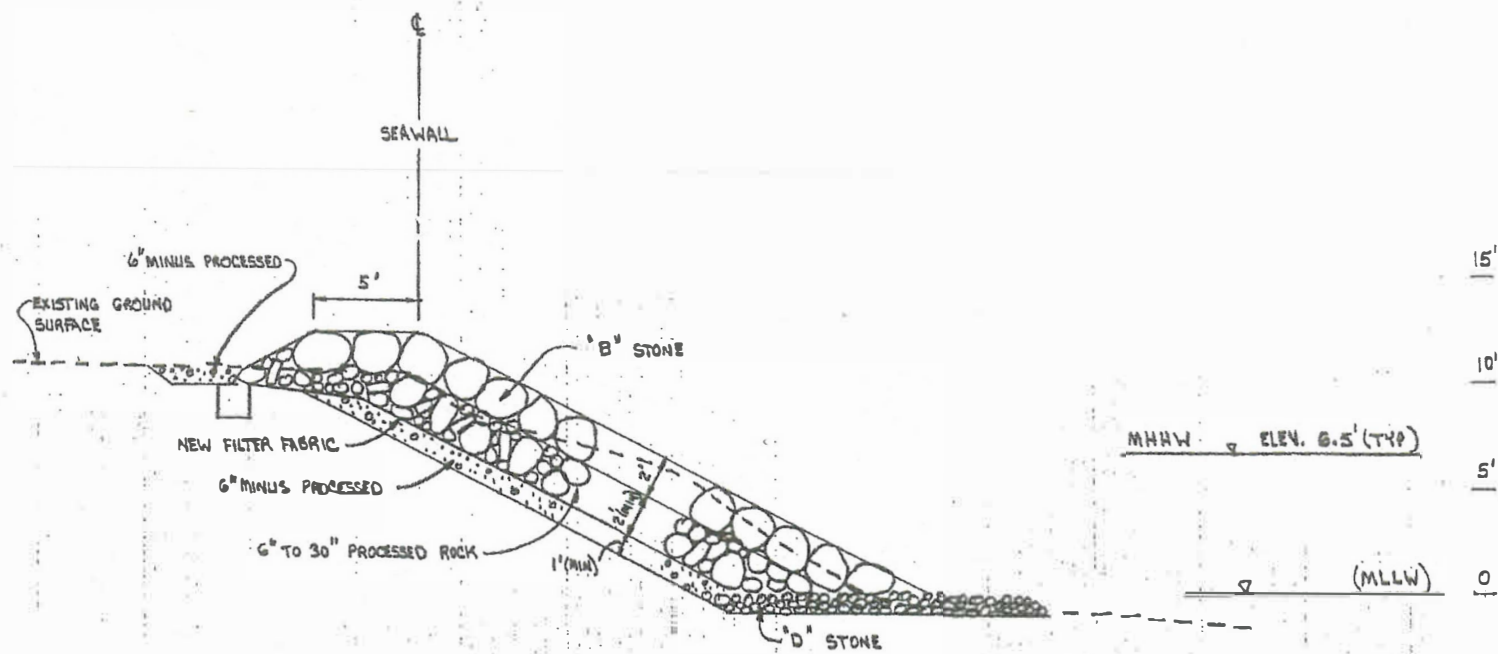 ℄
SEAWALL
6" MINUS PROCESSED
5'
EXISTING GROUND
SURFACE
"B" STONE
15'
10'
MHHW ELEV. 6.5' (TYP)
5'
NEW FILTER FABRIC
6" MINUS PROCESSED
2'
2'(MIN)
6" TO 30" PROCESSED ROCK
1'(MIN)
(MLLW)
0
"D" STONE